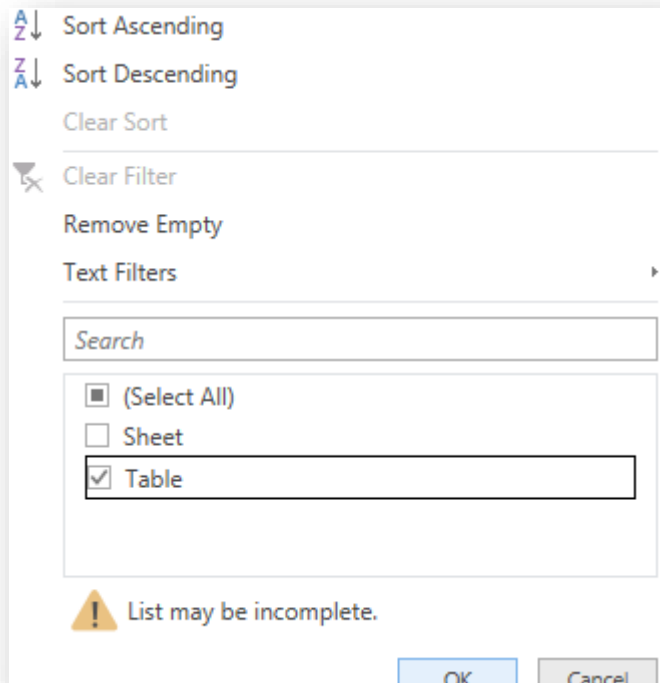 Sort Ascending
Sort Descending
Clear Sort
Clear Filter
Remove Empty
Text Filters
Search
(Select All)
Sheet
Table
List may be incomplete.
OK Cancel